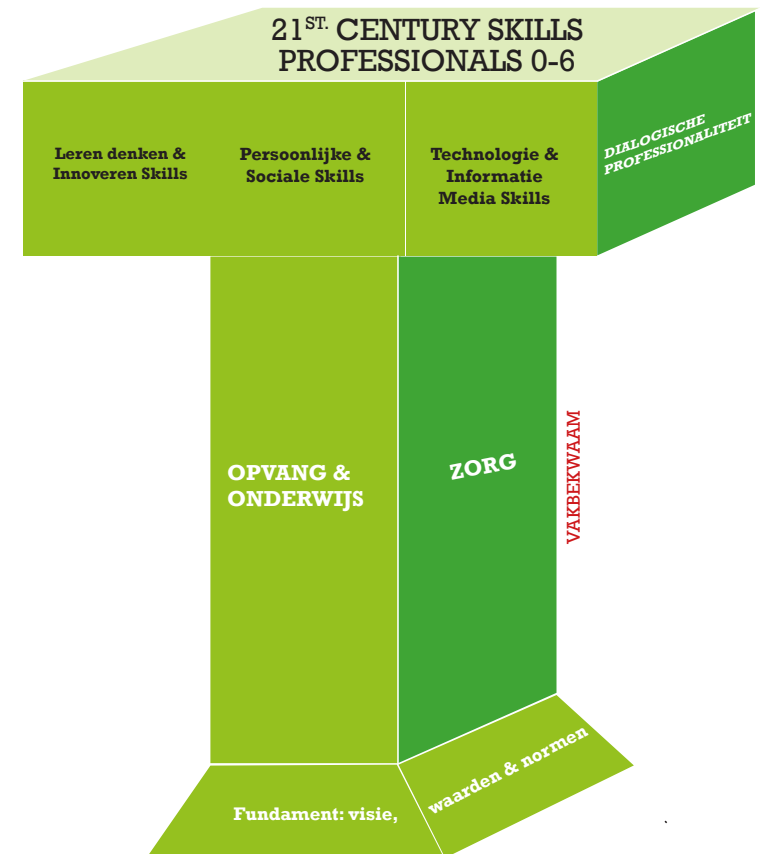 21ST. CENTURY SKILLS
PROFESSIONALS 0-6
Leren denken &
Innoveren Skills
Persoonlijke &
Sociale Skills
Technologie &
Informatie
Media Skills
DIALOGISCHE
PROFESSIONALITEIT
OPVANG &
ONDERWIJS
ZORG
VAKBEKWAAM
Fundament: visie,
waarden & normen